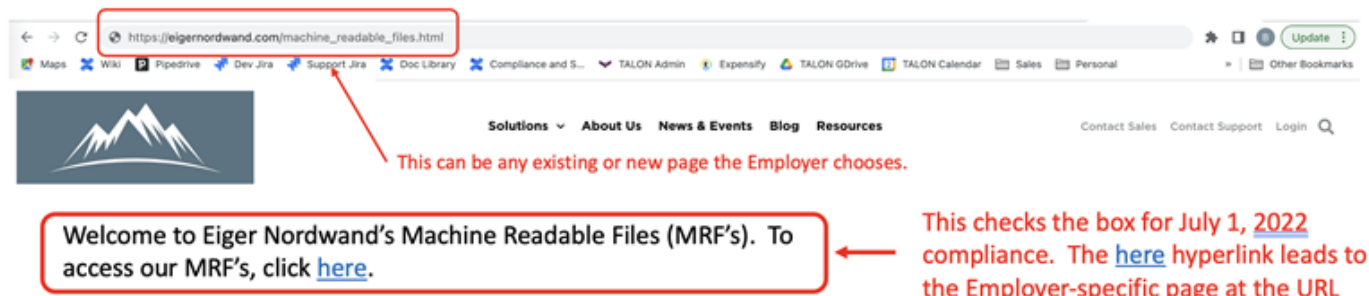 https://eigernordwand.com/machine_readable_files.html
Update
Maps Wiki Pipedrive Dev Jira Support Jira Doc Library Compliance and S... TALON Admin Expensify TALON GDrive TALON Calendar Sales Personal » Other Bookmarks
Solutions About Us News & Events Blog Resources Contact Sales Contact Support Login
This can be any existing or new page the Employer chooses.
Welcome to Eiger Nordwand's Machine Readable Files (MRF's). To
access our MRF's, click here.
This checks the box for July 1, 2022
compliance. The here hyperlink leads to
the Employer-specific page at the URL